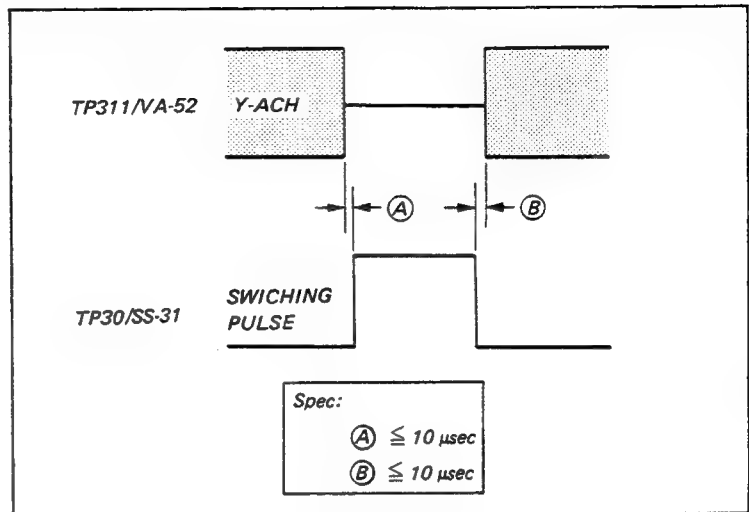 TP311/VA-52 Y-ACH
A B
TP30/SS-31 SWICHING
PULSE
Spec:
A ≦ 10 μsec
B ≦ 10 μsec